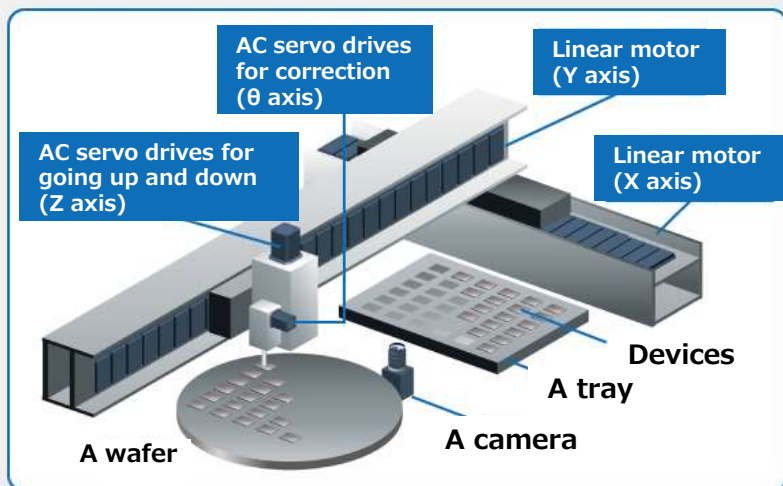 AC servo drives
for correction
(θ axis)
Linear motor
(Y axis)
AC servo drives for
going up and down
(Z axis)
Linear motor
(X axis)
Devices
A tray
A camera
A wafer